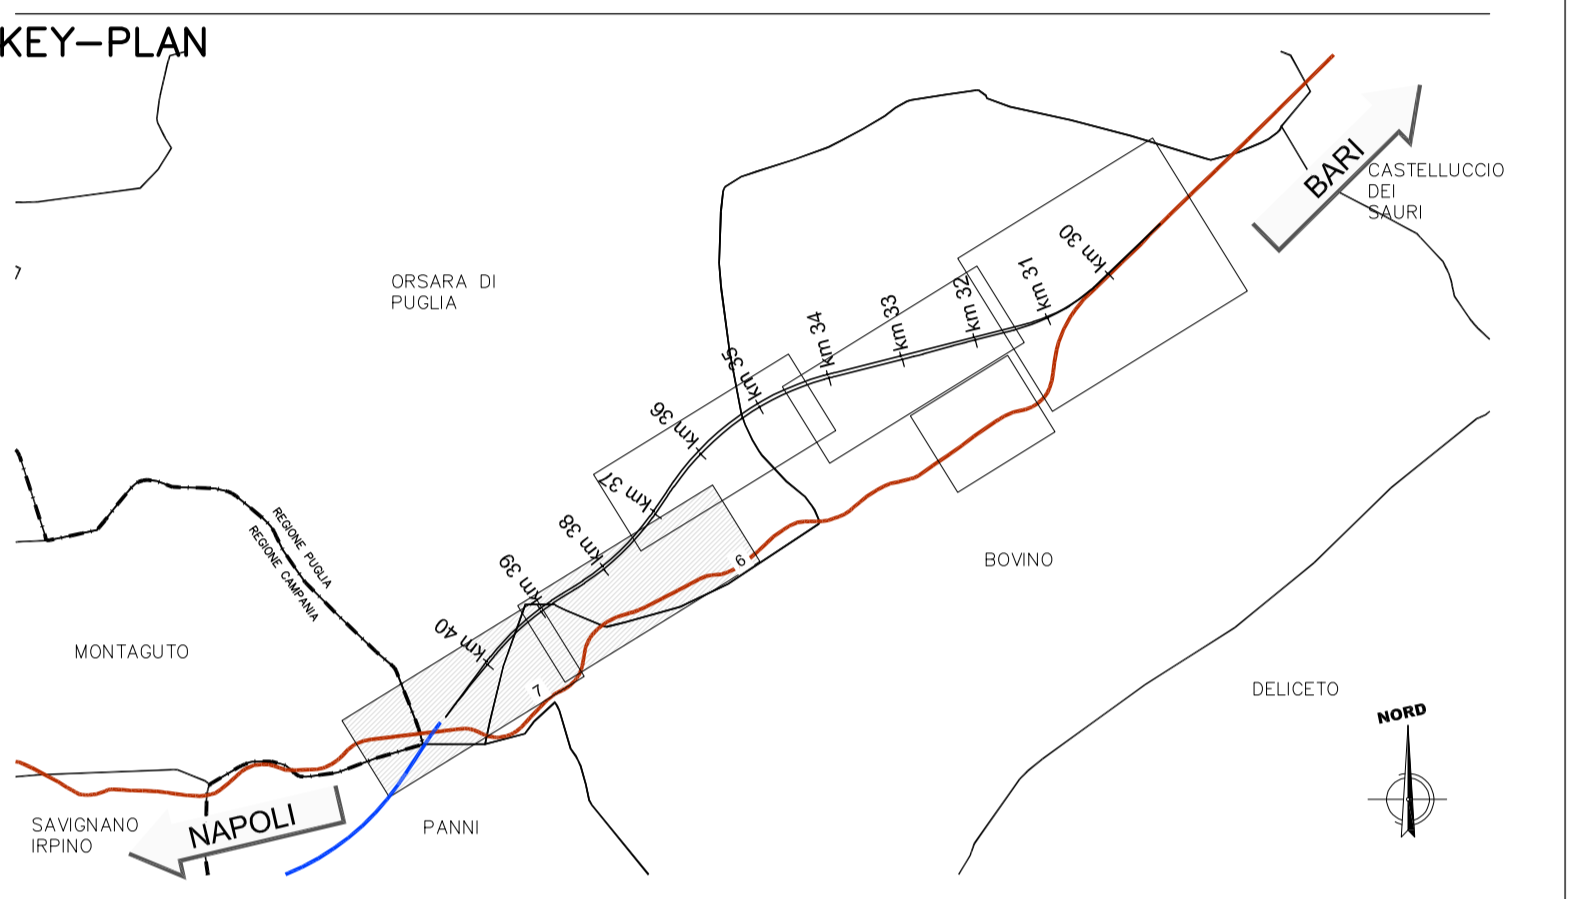 KEY-PLAN
BARI
CASTELLUCCIO
DEI
SAURI
km 30
km 31
km 32
km 33
km 34
km 35
km 36
km 37
km 38
km 39
km 40
ORSARA DI
PUGLIA
REGIONE PUGLIA
REGIONE CAMPANIA
6
7
BOVINO
MONTAGUTO
DELICETO
NORD
SAVIGNANO
IRPINO
NAPOLI
PANNI